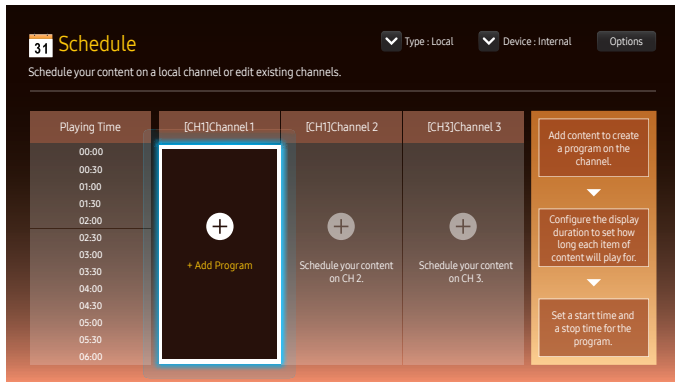 31 Schedule
Type : Local
Device : Internal
Options
Schedule your content on a local channel or edit existing channels.
Playing Time
[CH1]Channel 1
[CH1]Channel 2
[CH3]Channel 3
00:00
00:30
01:00
01:30
02:00
02:30
03:00
03:30
04:00
04:30
05:00
05:30
06:00
+ Add Program
Schedule your content
on CH 2.
Schedule your content
on CH 3.
Add content to create
a program on the
channel.
Configure the display
duration to set how
long each item of
content will play for.
Set a start time and
a stop time for the
program.